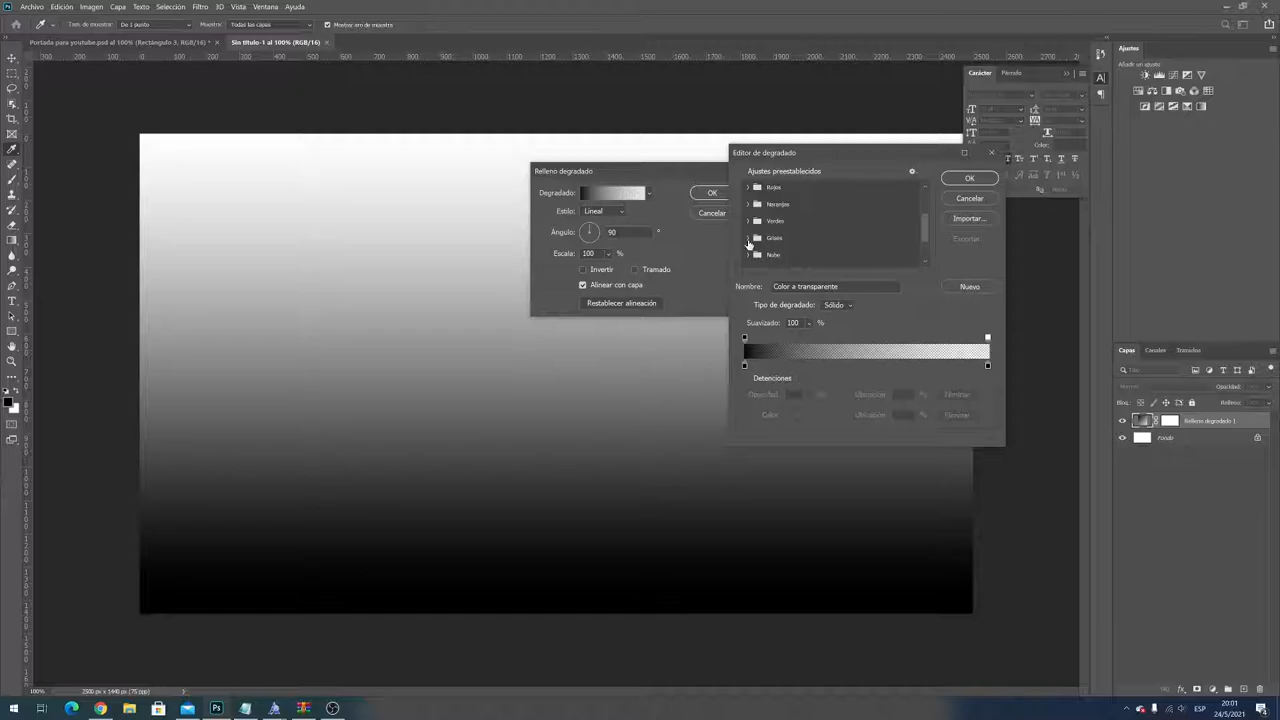 Archivo Edición Imagen Capa Texto Selección Filtro 3D Vista Ventana Ayuda
Tam. de muestra: De 1 punto Muestra: Todas las capas Mostrar aro de muestra
Portada para youtube.psd al 100% (Rectángulo 3, RGB/16) * × Sin título-1 al 100% (RGB/16) ×
Ajustes
Añadir un ajuste
Carácter Párrafo
Color:
Relleno degradado
Degradado:
OK
Estilo: Lineal
Cancelar
Ángulo: 90 °
Escala: 100 %
Invertir Tramado
Alinear con capa
Restablecer alineación
Editor de degradado
Ajustes preestablecidos
Rojos
Naranjas
Verdes
Grises
Nube
OK
Cancelar
Importar...
Exportar
Nombre: Color a transparente
Nuevo
Tipo de degradado: Sólido
Suavizado: 100 %
Detenciones
Opacidad Ubicación % Eliminar
Color Ubicación % Eliminar
Capas Canales Trazados
Tipo
Normal Opacidad:
Bloq.: Relleno:
Relleno degradado 1
Fondo
100% 2500 px x 1440 px (75 ppp)
ESP
20:01
24/5/2021